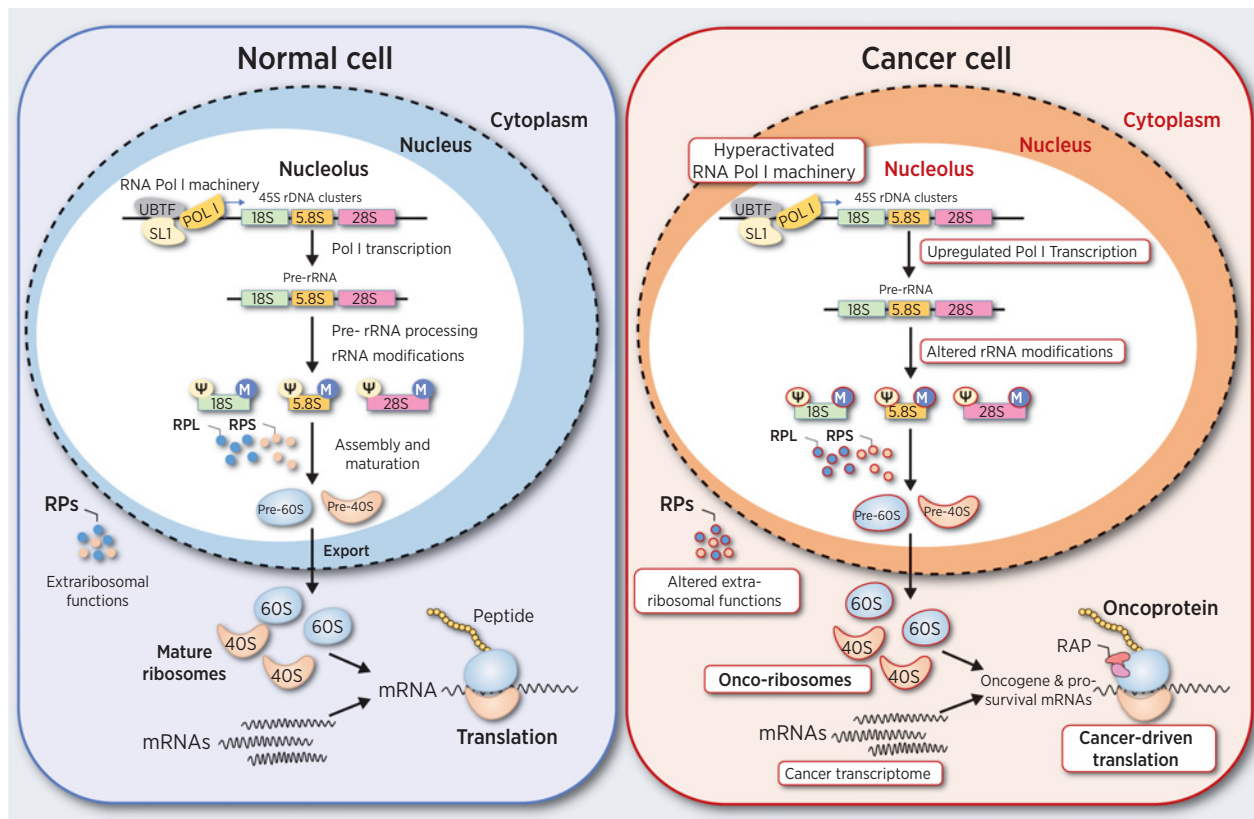 Normal cell
Cytoplasm
Nucleus
Nucleolus
RNA Pol I machinery
45S rDNA clusters
UBTF
POL I
SL1
18S
5.8S
28S
Pol I transcription
Pre-rRNA
18S
5.8S
28S
Pre- rRNA processing
rRNA modifications
Ψ
M
Ψ
M
Ψ
M
18S
5.8S
28S
RPL
RPS
Assembly and
maturation
Pre-60S
Pre-40S
RPs
Export
Extraribosomal
functions
60S
60S
40S
40S
Mature
ribosomes
Peptide
mRNA
mRNAs
Translation
Cancer cell
Cytoplasm
Nucleus
Hyperactivated
RNA Pol I machinery
Nucleolus
45S rDNA clusters
UBTF
POL I
SL1
18S
5.8S
28S
Upregulated Pol I Transcription
Pre-rRNA
18S
5.8S
28S
Altered rRNA modifications
Ψ
M
Ψ
M
Ψ
M
18S
5.8S
28S
RPL
RPS
Pre-60S
Pre-40S
RPs
Altered extra-
ribosomal functions
60S
60S
40S
40S
Onco-ribosomes
Oncoprotein
RAP
Oncogene & pro-
survival mRNAs
mRNAs
Cancer transcriptome
Cancer-driven
translation